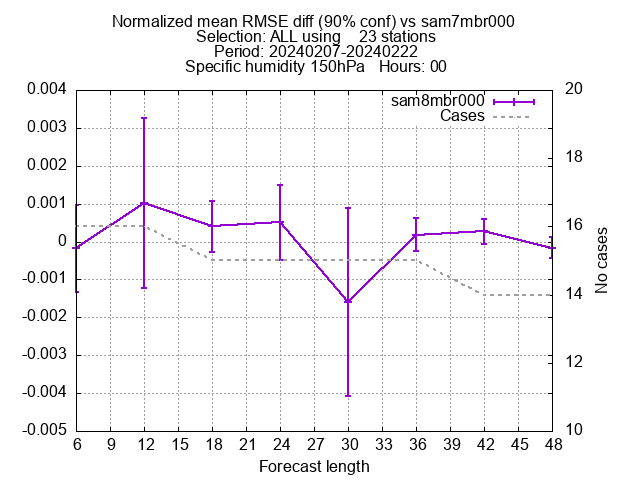 Normalized mean RMSE diff (90% conf) vs sam7mbr000
Selection: ALL using    23 stations
Period: 20240207-20240222
Specific humidity 150hPa   Hours: 00
sam8mbr000
Cases
0.004
0.003
0.002
0.001
0
-0.001
-0.002
-0.003
-0.004
-0.005
20
18
16
14
12
10
No cases
6 9 12 15 18 21 24 27 30 33 36 39 42 45 48
Forecast length